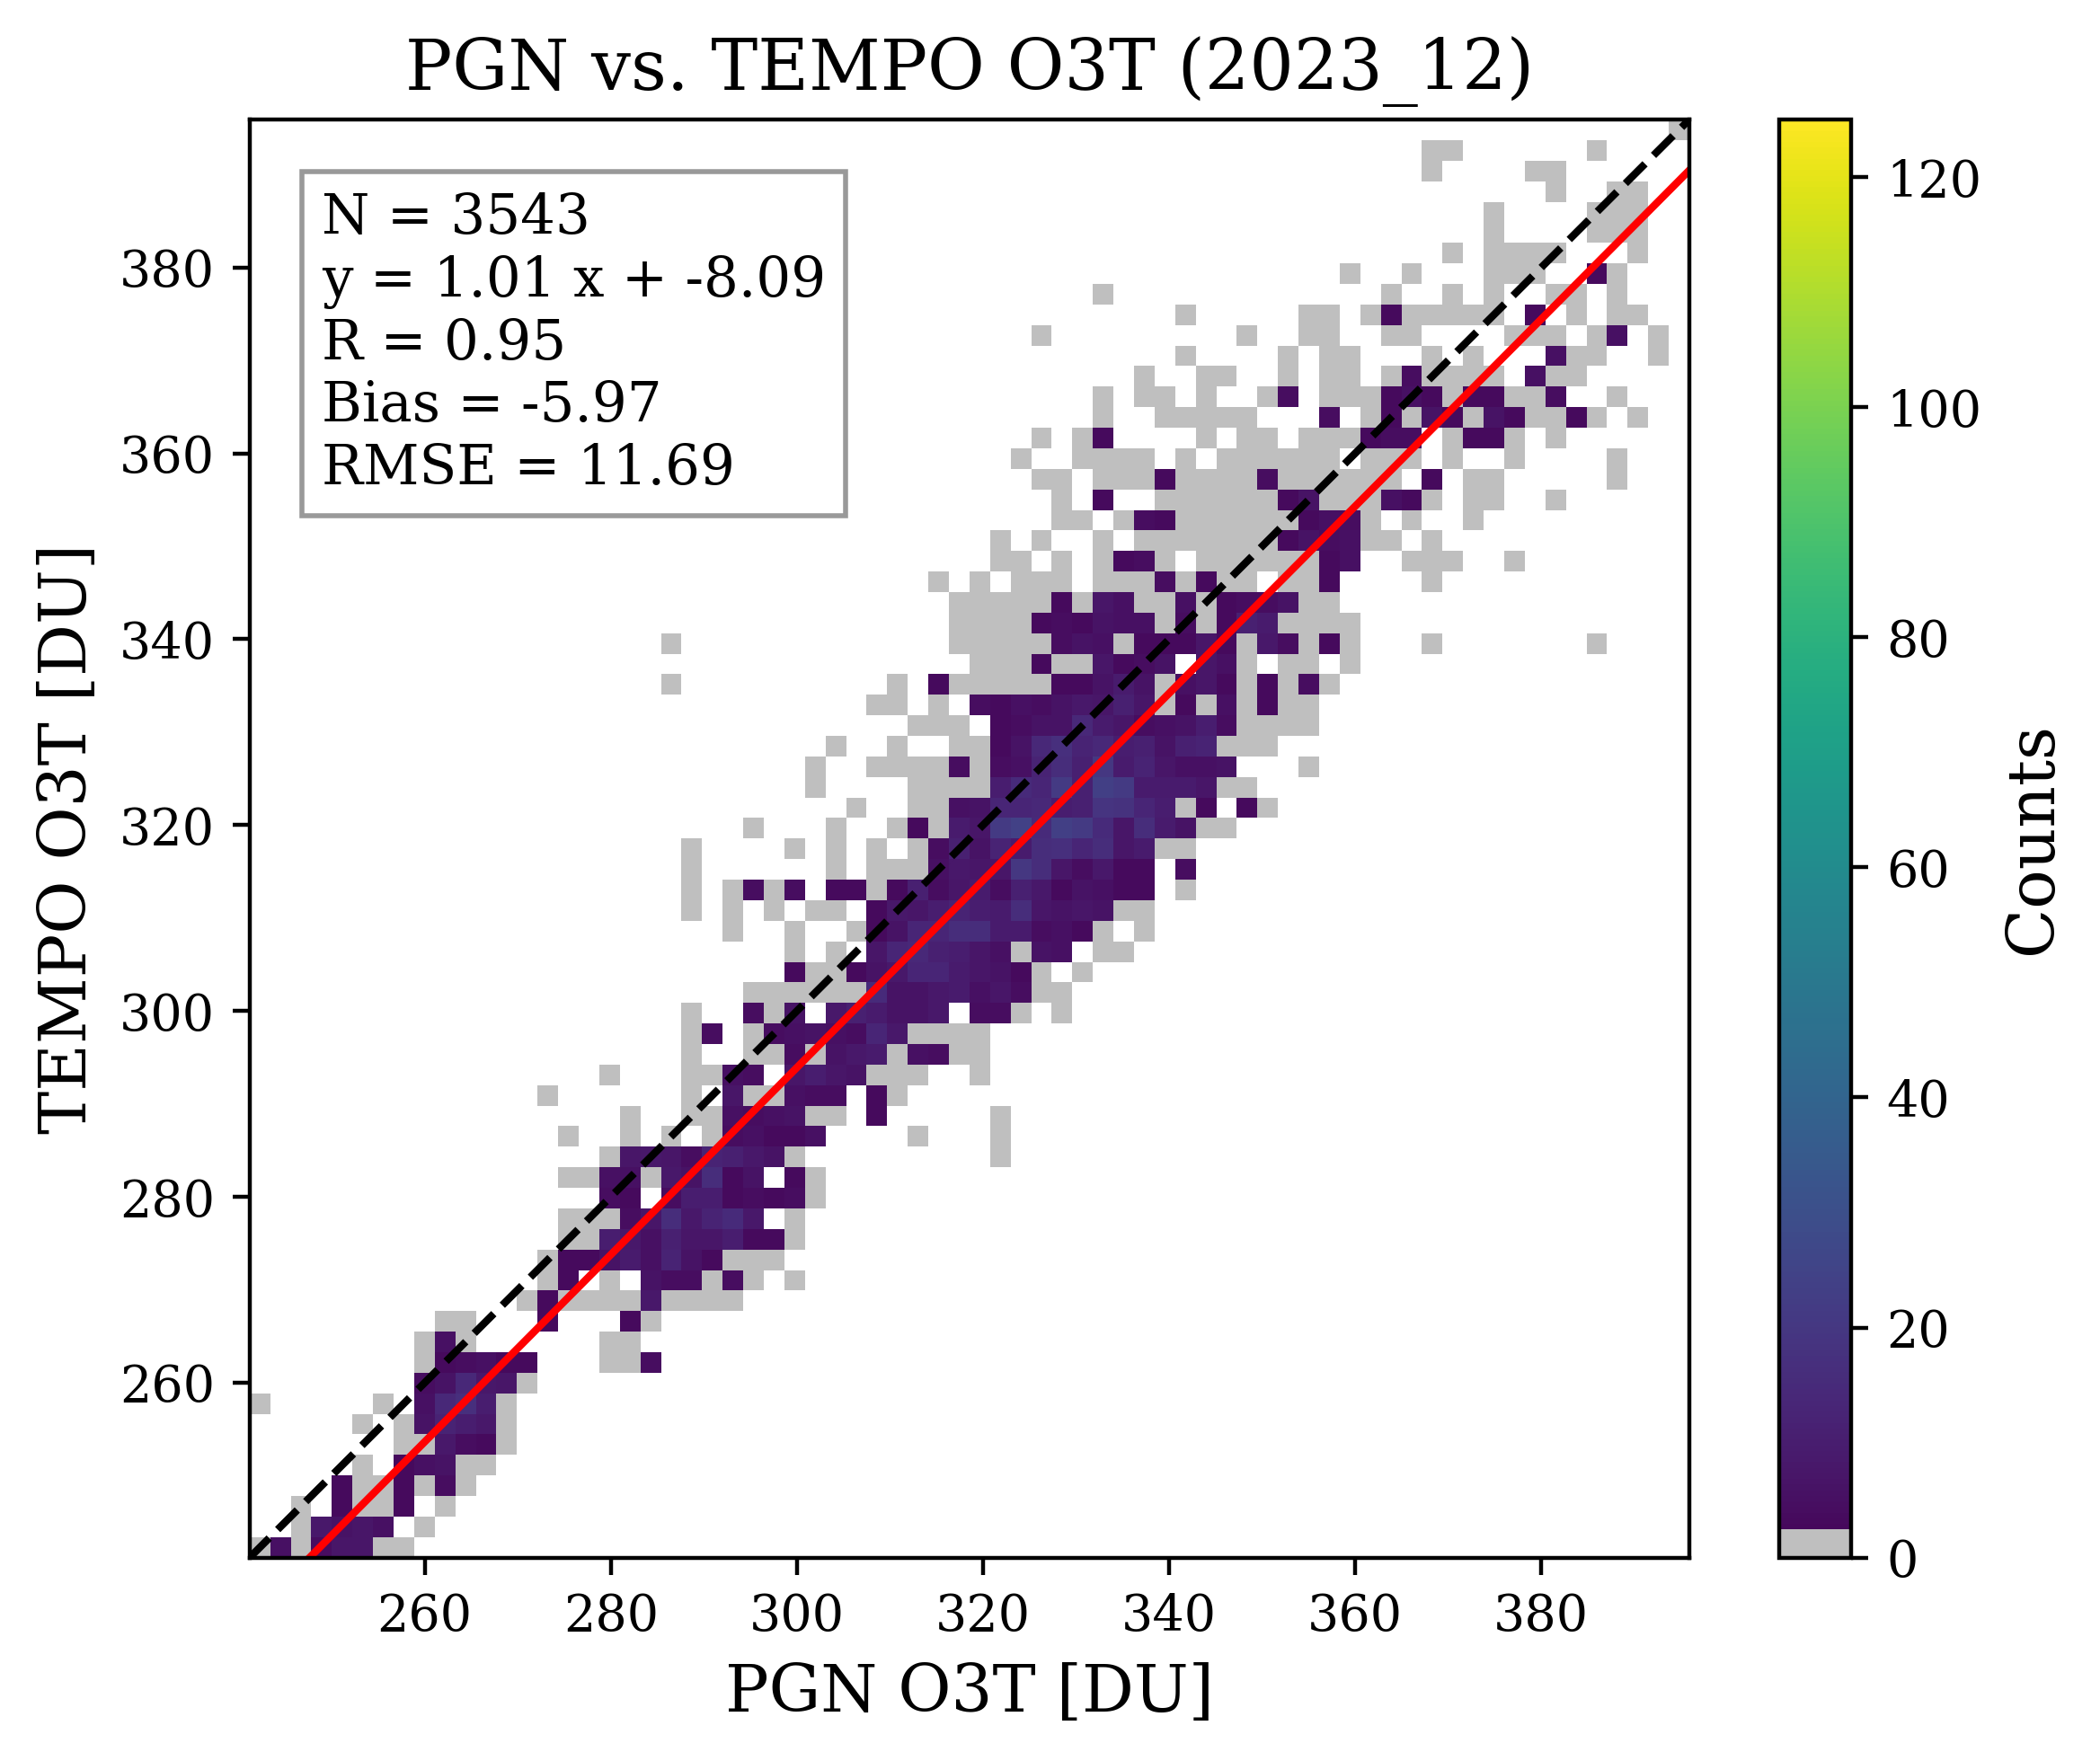 PGN vs. TEMPO O3T (2023_12)
N = 3543
y = 1.01 x + -8.09
R = 0.95
Bias = -5.97
RMSE = 11.69
TEMPO O3T [DU]
380
360
340
320
300
280
260
260 280 300 320 340 360 380
PGN O3T [DU]
120
100
80
60
40
20
0
Counts